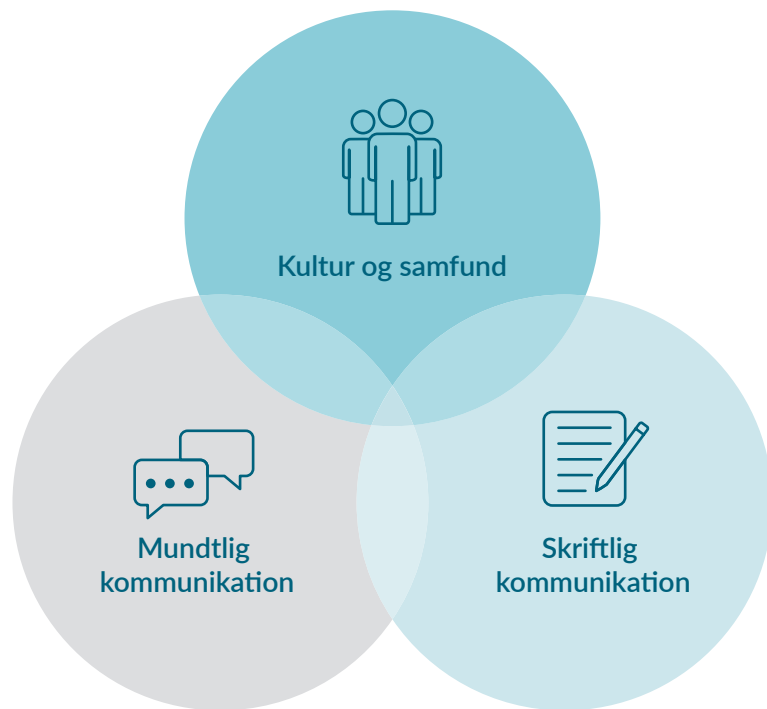 Kultur og samfund
Mundtlig
kommunikation
Skriftlig
kommunikation